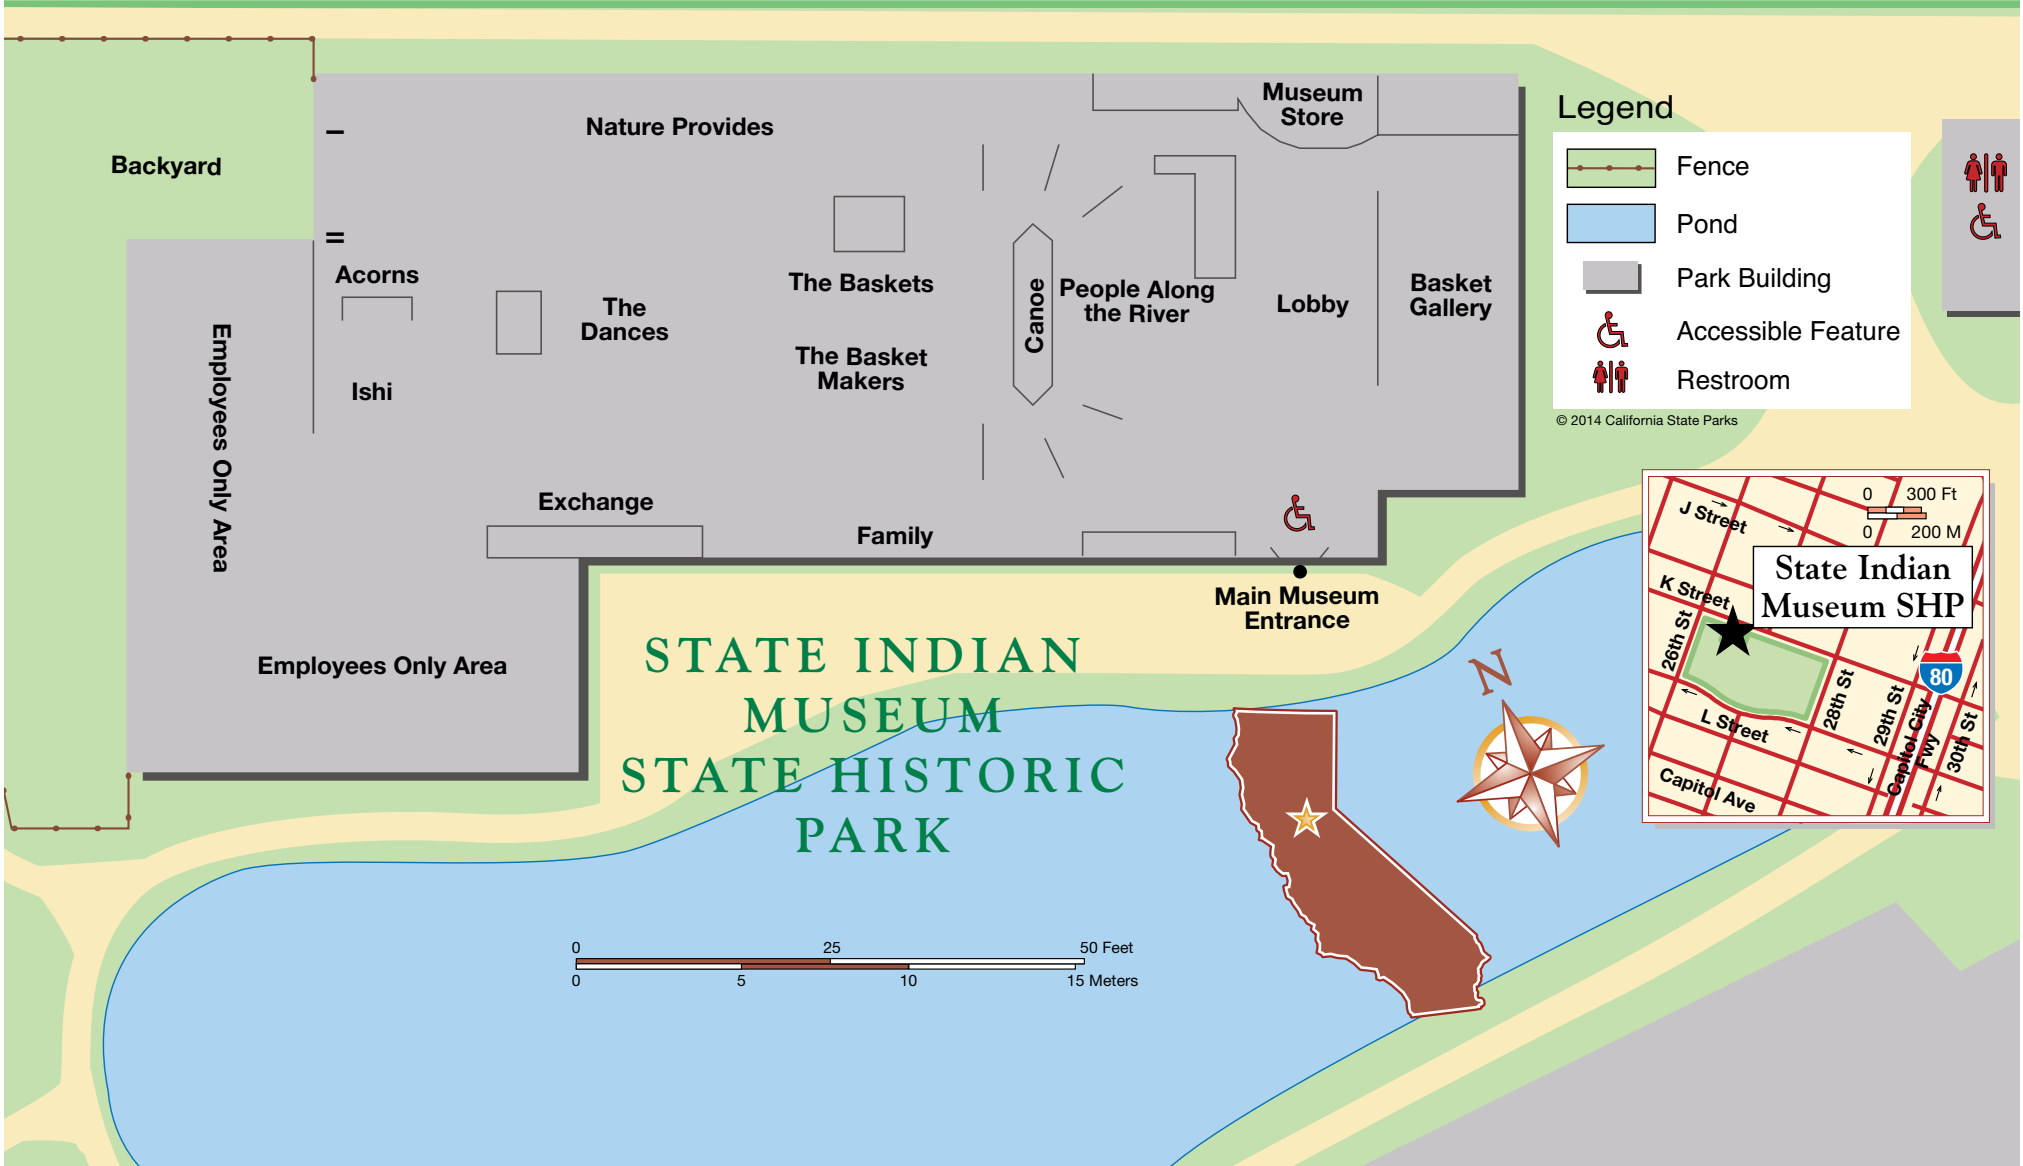 Backyard
Nature Provides
Museum
Store
Acorns
Ishi
The
Dances
The Baskets
The Basket
Makers
Canoe
People Along
the River
Lobby
Basket
Gallery
Employees Only Area
Exchange
Family
Main Museum
Entrance
Employees Only Area
Legend
Fence
Pond
Park Building
Accessible Feature
Restroom
© 2014 California State Parks
STATE INDIAN
MUSEUM
STATE HISTORIC
PARK
N
0 25 50 Feet
0 5 10 15 Meters
0 300 Ft
0 200 M
J Street
State Indian
Museum SHP
K Street
26th St
80
28th St
29th St
Capitol City
Fwy
30th St
L Street
Capitol Ave